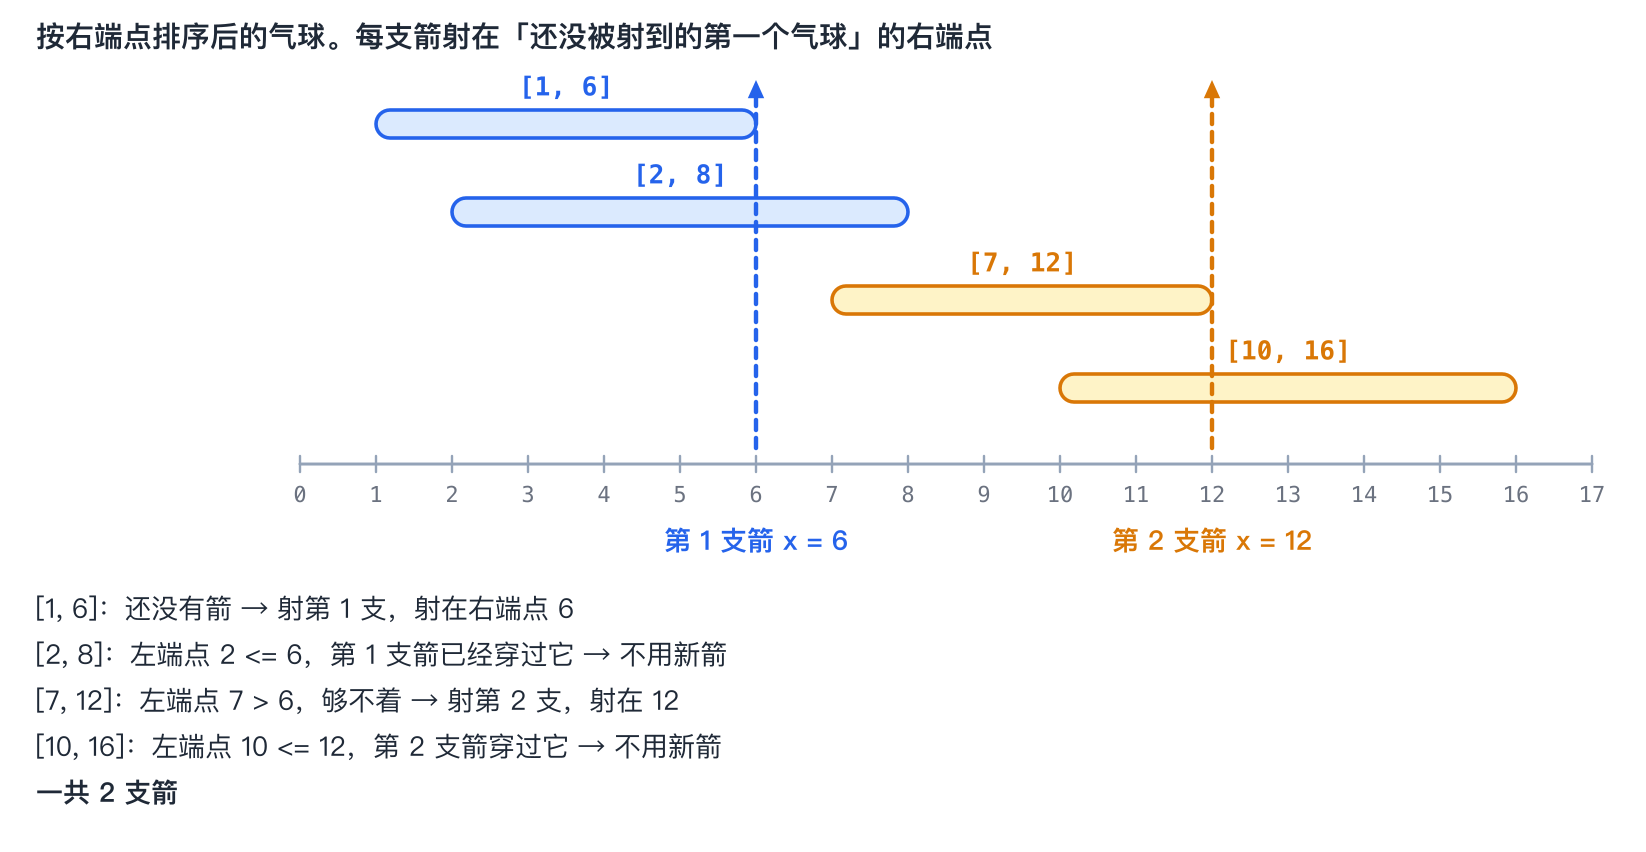 按右端点排序后的气球。每支箭射在「还没被射到的第一个气球」的右端点
[1, 6]
[2, 8]
[7, 12]
[10, 16]
0 1 2 3 4 5 6 7 8 9 10 11 12 13 14 15 16 17
第 1 支箭 x = 6
第 2 支箭 x = 12
[1, 6]：还没有箭 → 射第 1 支，射在右端点 6
[2, 8]：左端点 2 <= 6，第 1 支箭已经穿过它 → 不用新箭
[7, 12]：左端点 7 > 6，够不着 → 射第 2 支，射在 12
[10, 16]：左端点 10 <= 12，第 2 支箭穿过它 → 不用新箭
一共 2 支箭